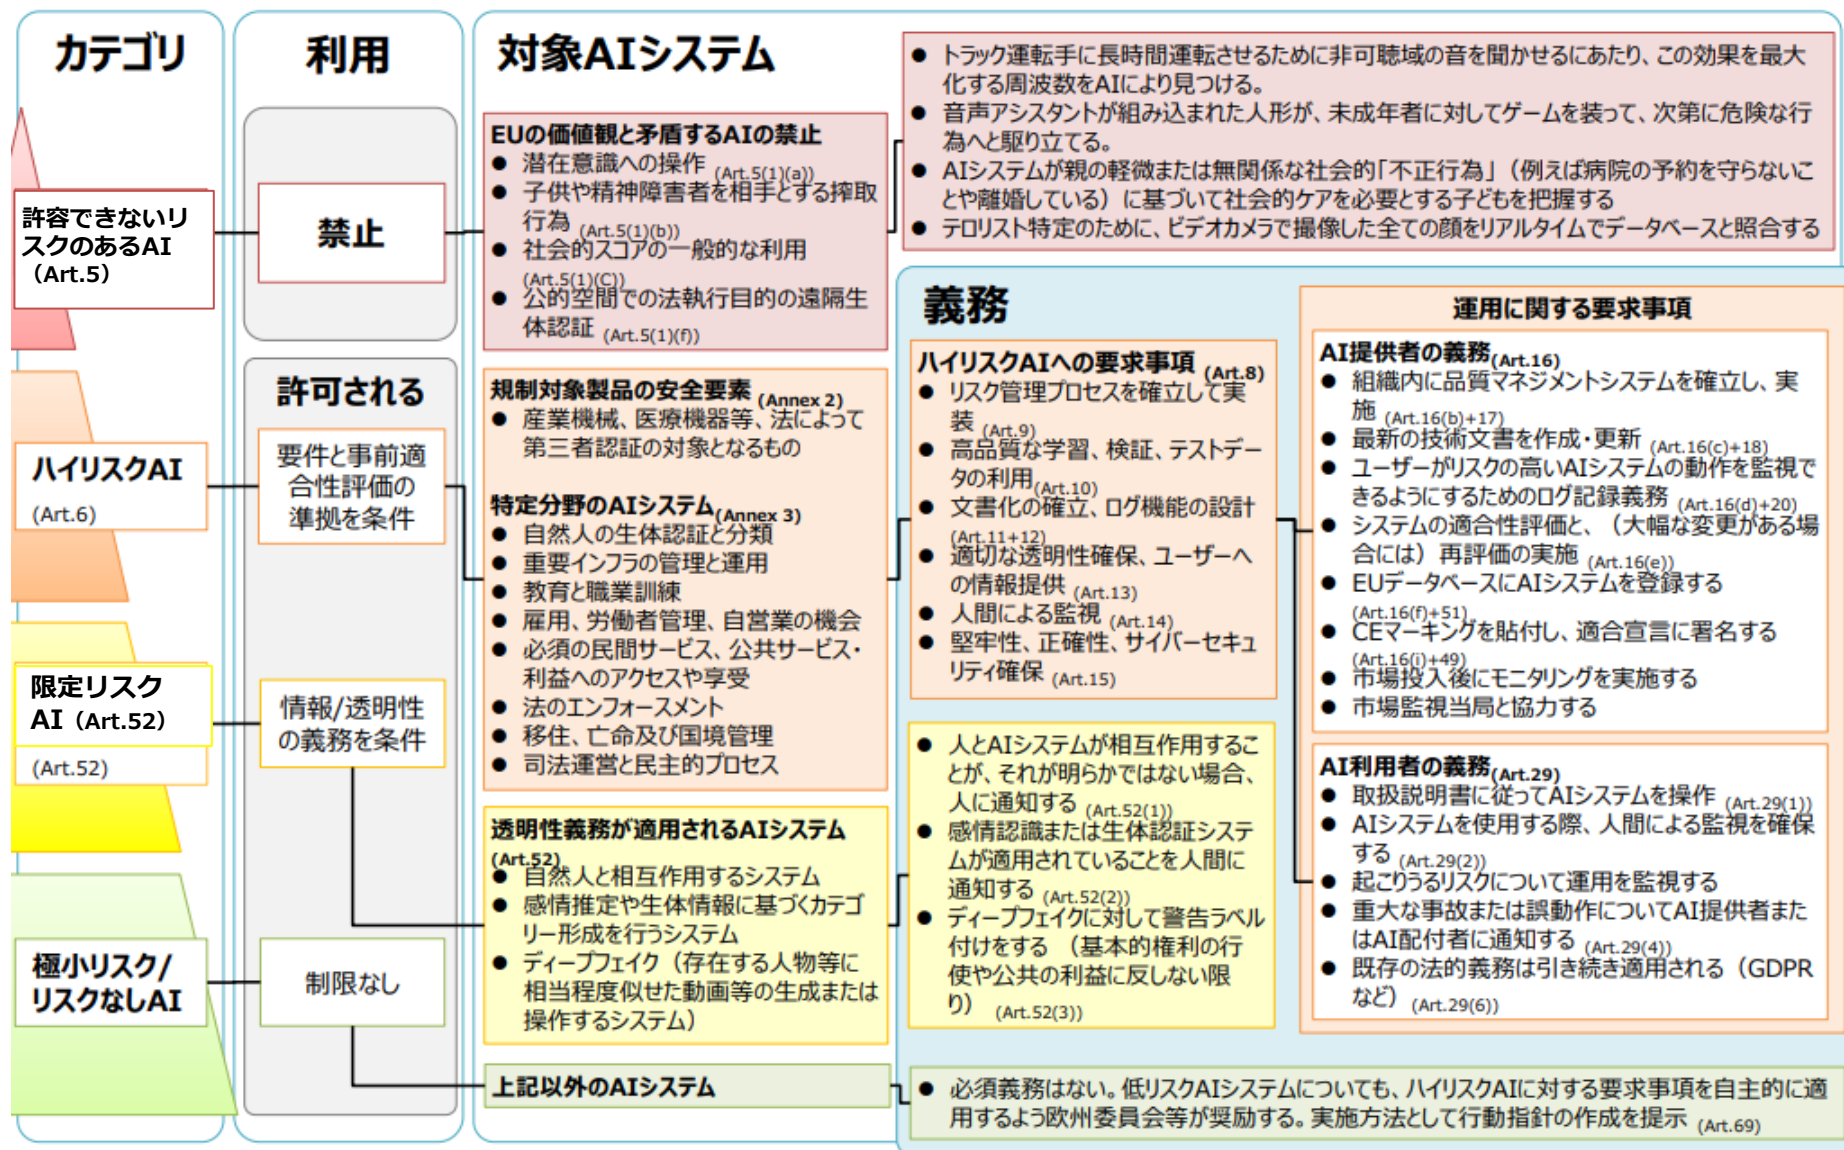 カテゴリ
利用
対象AIシステム
許容できないリ
スクのあるAI
（Art.5）
禁止
EUの価値観と矛盾するAIの禁止
● 潜在意識への操作 (Art.5(1)(a))
● 子供や精神障害者を相手とする搾取
行為 (Art.5(1)(b))
● 社会的スコアの一般的な利用
(Art.5(1)(C))
● 公的空間での法執行目的の遠隔生
体認証 (Art.5(1)(f))
● トラック運転手に長時間運転させるために非可聴域の音を聞かせるにあたり、この効果を最大
化する周波数をAIにより見つける。
● 音声アシスタントが組み込まれた人形が、未成年者に対してゲームを装って、次第に危険な行
為へと駆り立てる。
● AIシステムが親の軽微または無関係な社会的「不正行為」（例えば病院の予約を守らないこ
とや離婚している）に基づいて社会的ケアを必要とする子どもを把握する
● テロリスト特定のために、ビデオカメラで撮像した全ての顔をリアルタイムでデータベースと照合する
ハイリスクAI
(Art.6)
許可される
要件と事前適
合性評価の
準拠を条件
規制対象製品の安全要素 (Annex 2)
● 産業機械、医療機器等、法によって
第三者認証の対象となるもの
特定分野のAIシステム(Annex 3)
● 自然人の生体認証と分類
● 重要インフラの管理と運用
● 教育と職業訓練
● 雇用、労働者管理、自営業の機会
● 必須の民間サービス、公共サービス・
利益へのアクセスや享受
● 法のエンフォースメント
● 移住、亡命及び国境管理
● 司法運営と民主的プロセス
義務
ハイリスクAIへの要求事項 (Art.8)
● リスク管理プロセスを確立して実
装 (Art.9)
● 高品質な学習、検証、テストデー
タの利用(Art.10)
● 文書化の確立、ログ機能の設計
(Art.11+12)
● 適切な透明性確保、ユーザーへ
の情報提供 (Art.13)
● 人間による監視 (Art.14)
● 堅牢性、正確性、サイバーセキュ
リティ確保 (Art.15)
運用に関する要求事項
AI提供者の義務(Art.16)
● 組織内に品質マネジメントシステムを確立し、実
施 (Art.16(b)+17)
● 最新の技術文書を作成・更新 (Art.16(c)+18)
● ユーザーがリスクの高いAIシステムの動作を監視で
きるようにするためのログ記録義務 (Art.16(d)+20)
● システムの適合性評価と、（大幅な変更がある場
合には）再評価の実施 (Art.16(e))
● EUデータベースにAIシステムを登録する
(Art.16(f)+51)
● CEマーキングを貼付し、適合宣言に署名する
(Art.16(i)+49)
● 市場投入後にモニタリングを実施する
● 市場監視当局と協力する
AI利用者の義務(Art.29)
● 取扱説明書に従ってAIシステムを操作 (Art.29(1))
● AIシステムを使用する際、人間による監視を確保
する (Art.29(2))
● 起こりうるリスクについて運用を監視する
● 重大な事故または誤動作についてAI提供者また
はAI配付者に通知する (Art.29(4))
● 既存の法的義務は引き続き適用される（GDPR
など） (Art.29(6))
限定リスク
AI（Art.52）
(Art.52)
情報/透明性
の義務を条件
透明性義務が適用されるAIシステム
(Art.52)
● 自然人と相互作用するシステム
● 感情推定や生体情報に基づくカテゴ
リー形成を行うシステム
● ディープフェイク（存在する人物等に
相当程度似せた動画等の生成または
操作するシステム）
● 人とAIシステムが相互作用するこ
とが、それが明らかではない場合、
人に通知する (Art.52(1))
● 感情認識または生体認証システ
ムが適用されていることを人間に
通知する (Art.52(2))
● ディープフェイクに対して警告ラベル
付けをする （基本的権利の行
使や公共の利益に反しない限
り） (Art.52(3))
極小リスク/
リスクなしAI
制限なし
上記以外のAIシステム
● 必須義務はない。低リスクAIシステムについても、ハイリスクAIに対する要求事項を自主的に適
用するよう欧州委員会等が奨励する。実施方法として行動指針の作成を提示 (Art.69)